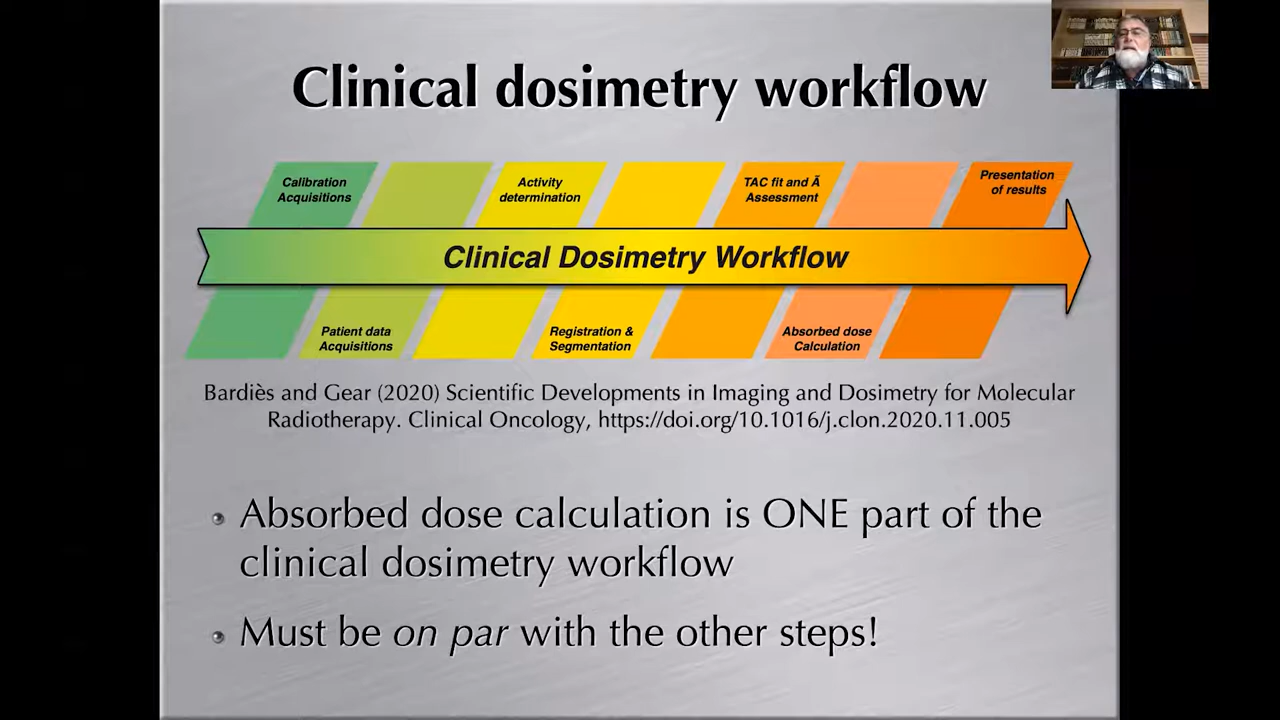 Clinical dosimetry workflow
Calibration
Acquisitions
Activity
determination
TAC fit and Ã
Assessment
Presentation
of results
Clinical Dosimetry Workflow
Patient data
Acquisitions
Registration &
Segmentation
Absorbed dose
Calculation
Bardiès and Gear (2020) Scientific Developments in Imaging and Dosimetry for Molecular
Radiotherapy. Clinical Oncology, https://doi.org/10.1016/j.clon.2020.11.005
Absorbed dose calculation is ONE part of the
clinical dosimetry workflow
Must be on par with the other steps!